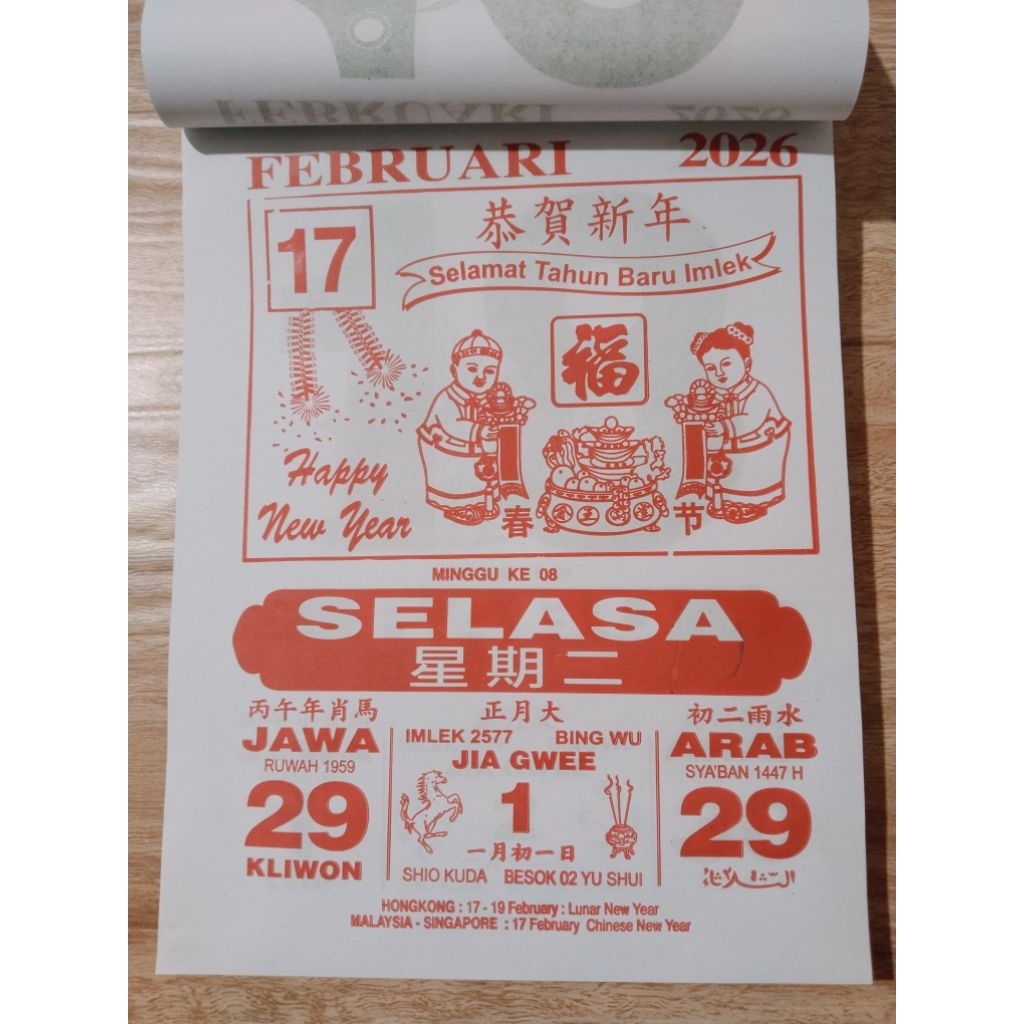 FEBRUARI
FEBRUARI 2026
17
恭賀新年
Selamat Tahun Baru Imlek
福
Happy
New Year
春
节
MINGGU KE 08
SELASA
星期二
丙午年肖馬
JAWA
RUWAH 1959
29
KLIWON
正月大
IMLEK 2577 BING WU
JIA GWEE
1
一月初一日
SHIO KUDA BESOK 02 YU SHUI
初二雨水
ARAB
SYA'BAN 1447 H
29
الثلاثاء
HONGKONG : 17 - 19 February : Lunar New Year
MALAYSIA - SINGAPORE : 17 February Chinese New Year